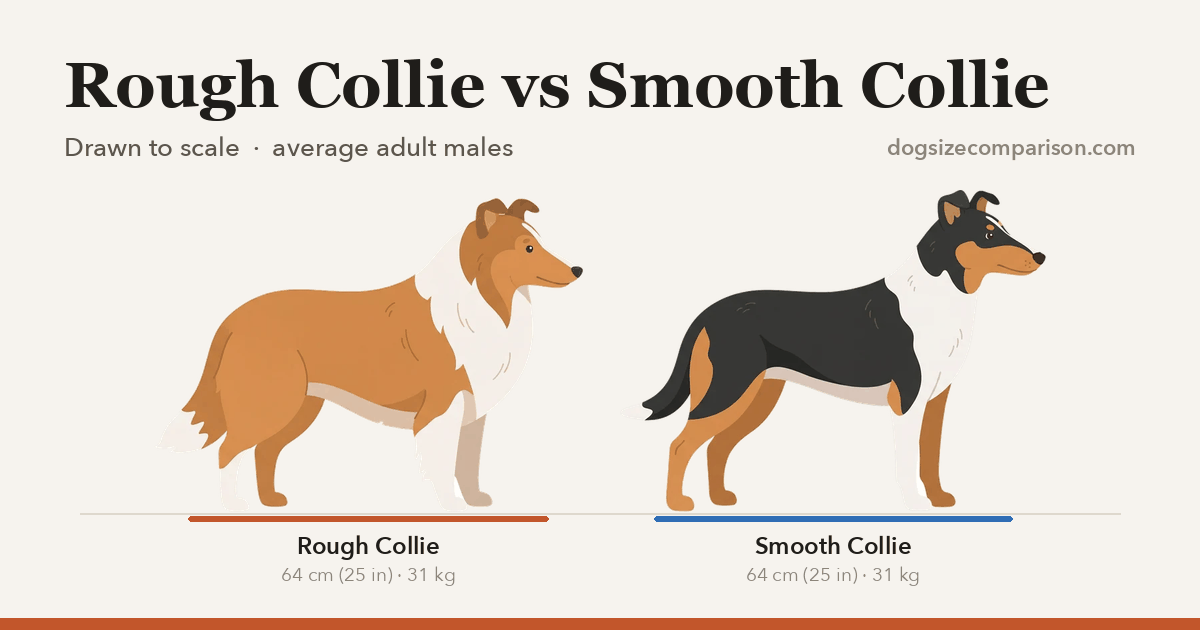 Rough Collie vs Smooth Collie
Drawn to scale · average adult males
dogsizecomparison.com
Rough Collie
64 cm (25 in) · 31 kg
Smooth Collie
64 cm (25 in) · 31 kg